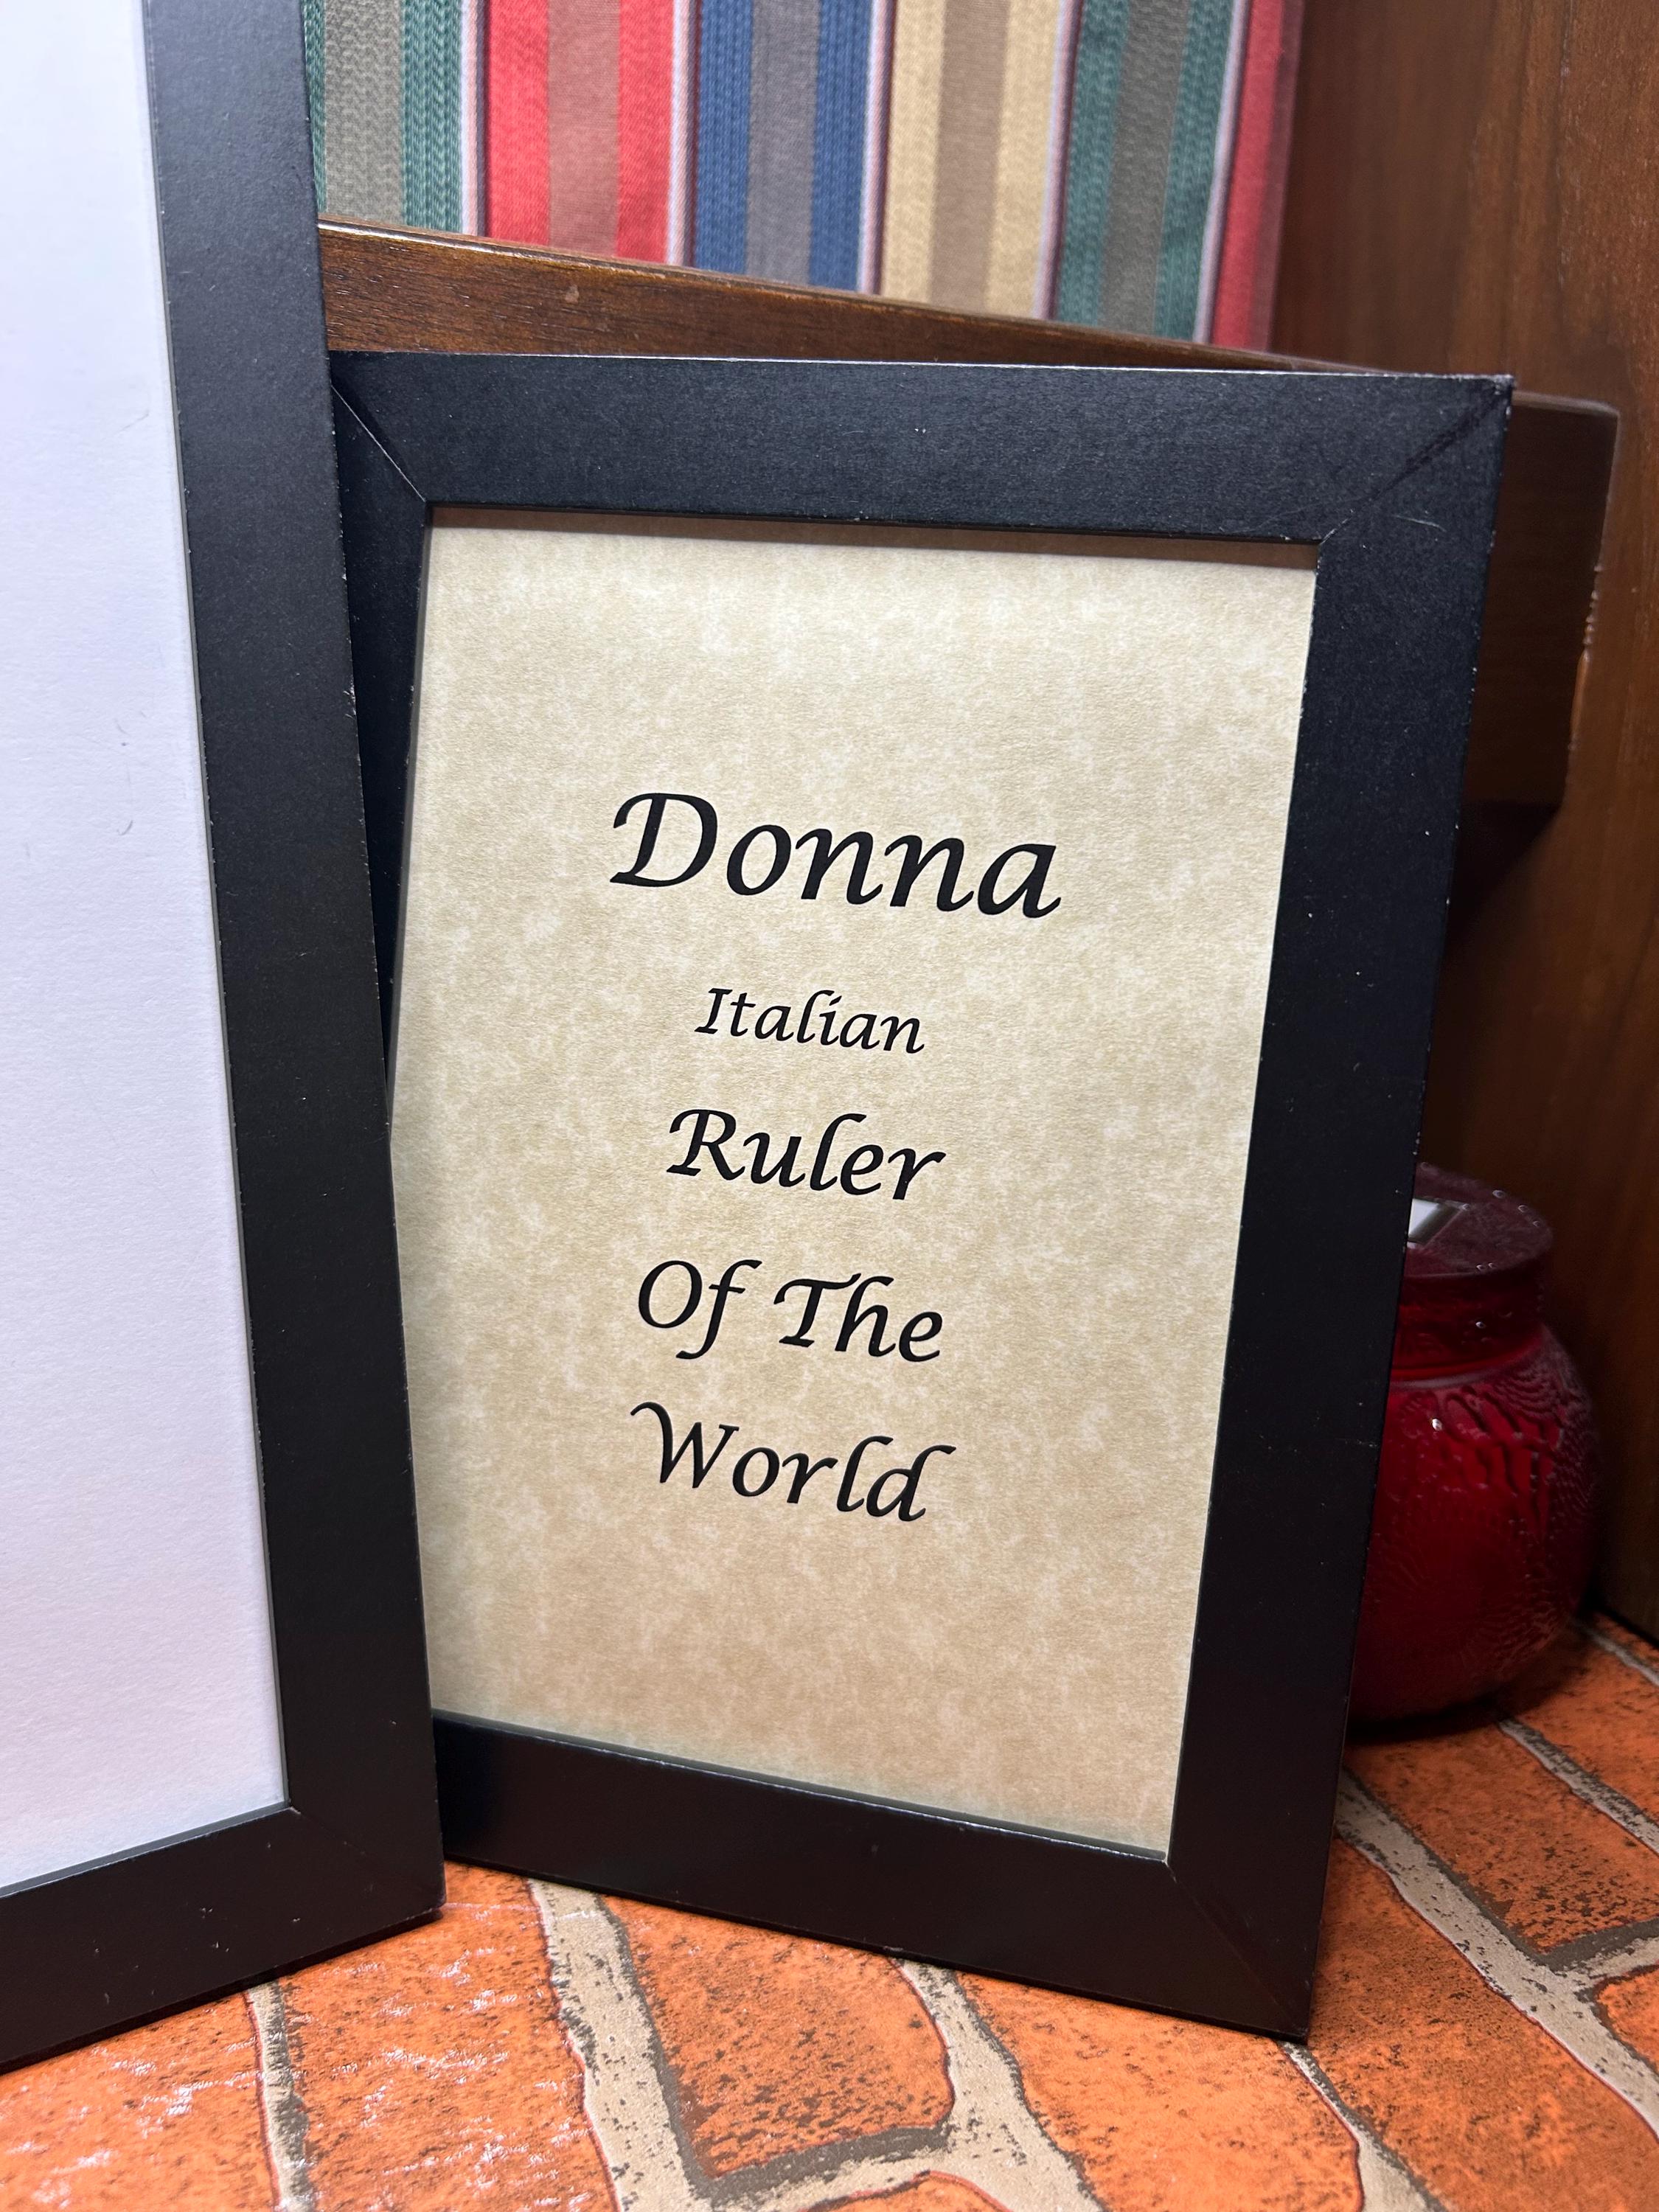 Donna
Italian
Ruler
Of The
World